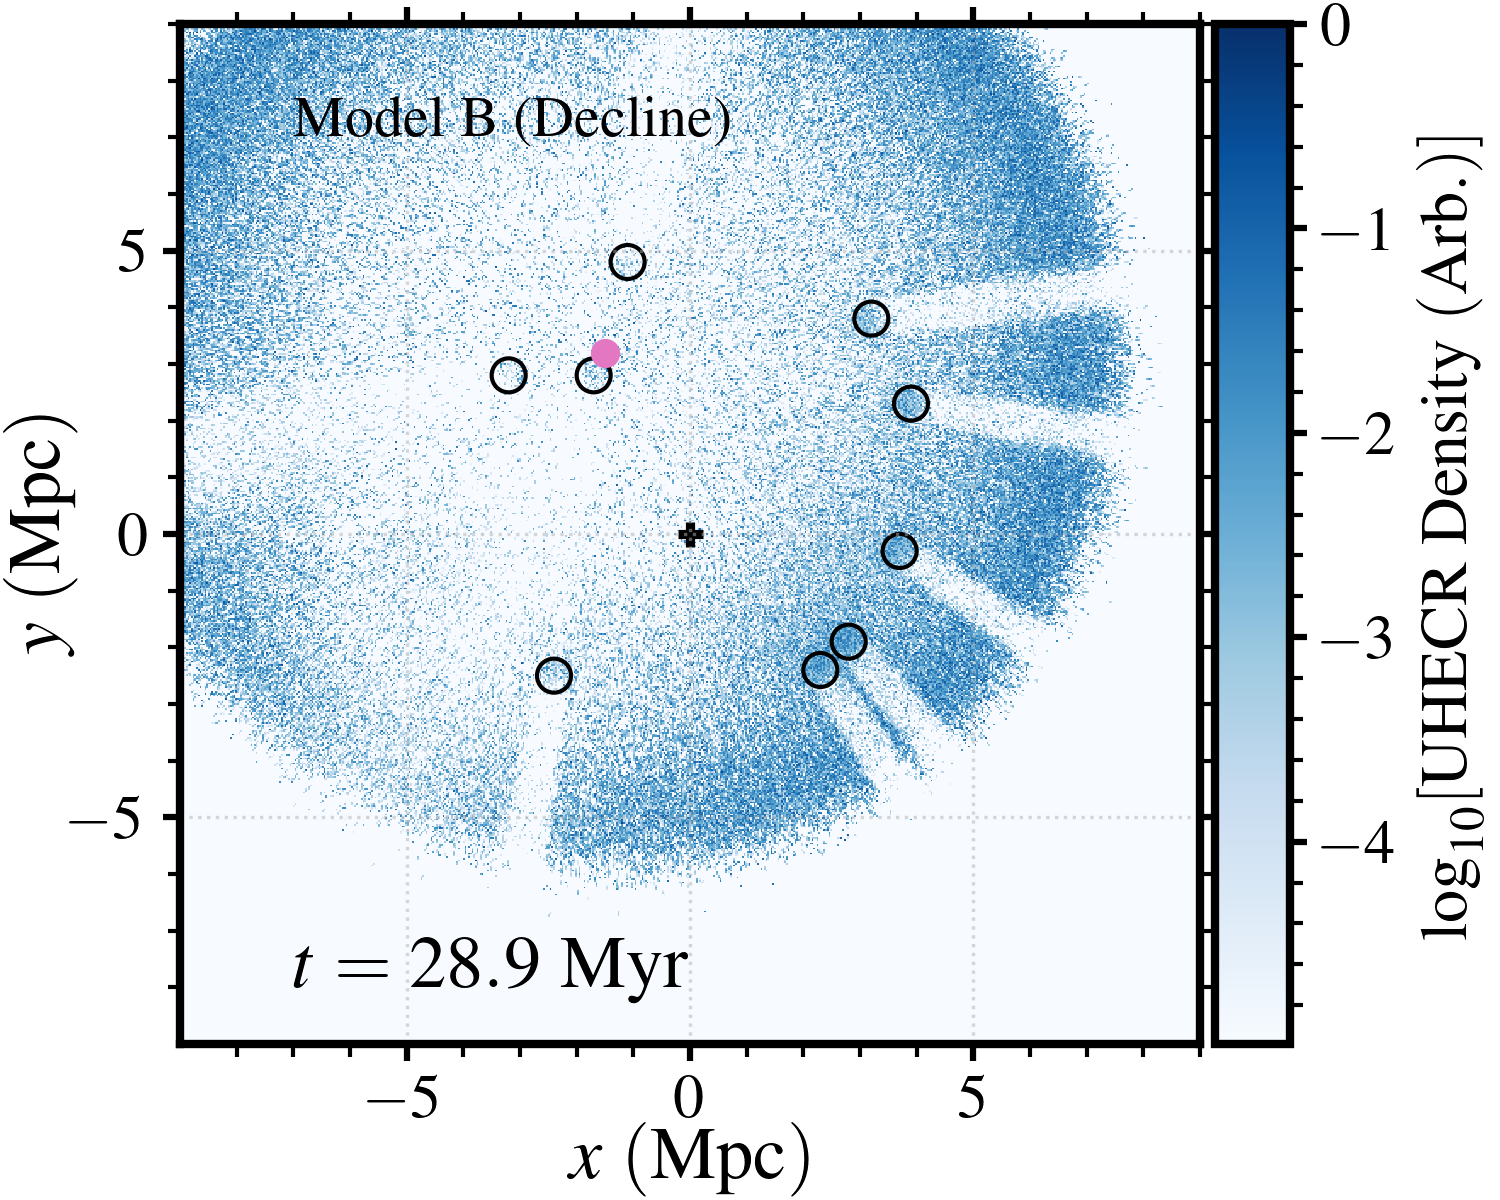 Model B (Decline)
t = 28.9 Myr
5
0
−5
y (Mpc)
−5
0
5
x (Mpc)
0
−1
−2
−3
−4
log₁₀[UHECR Density (Arb.)]